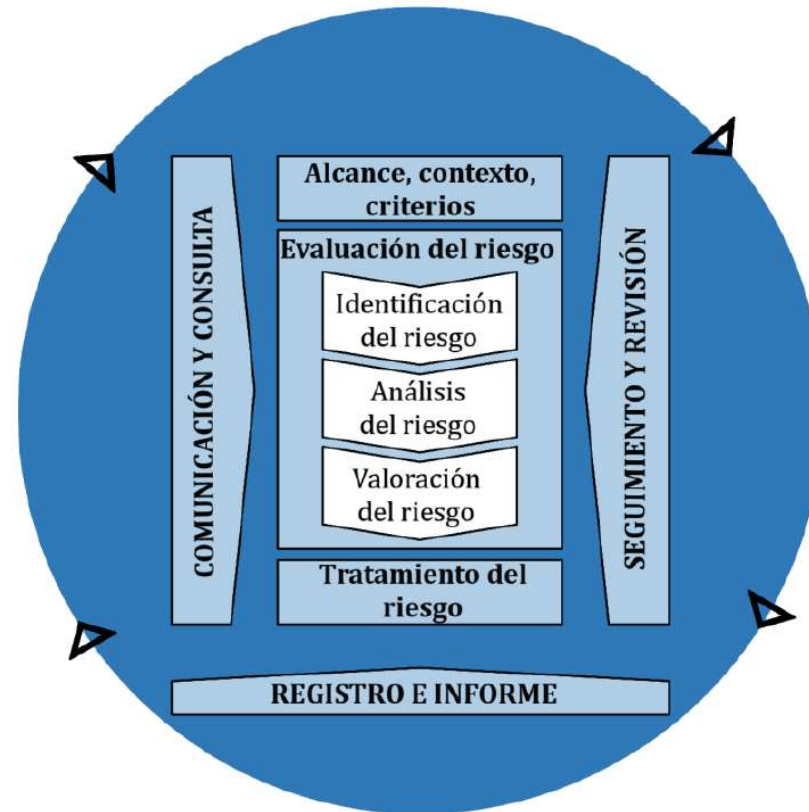 Alcance, contexto,
criterios
Evaluación del riesgo
Identificación
del riesgo
Análisis
del riesgo
Valoración
del riesgo
Tratamiento del
riesgo
COMUNICACIÓN Y CONSULTA
SEGUIMIENTO Y REVISIÓN
REGISTRO E INFORME